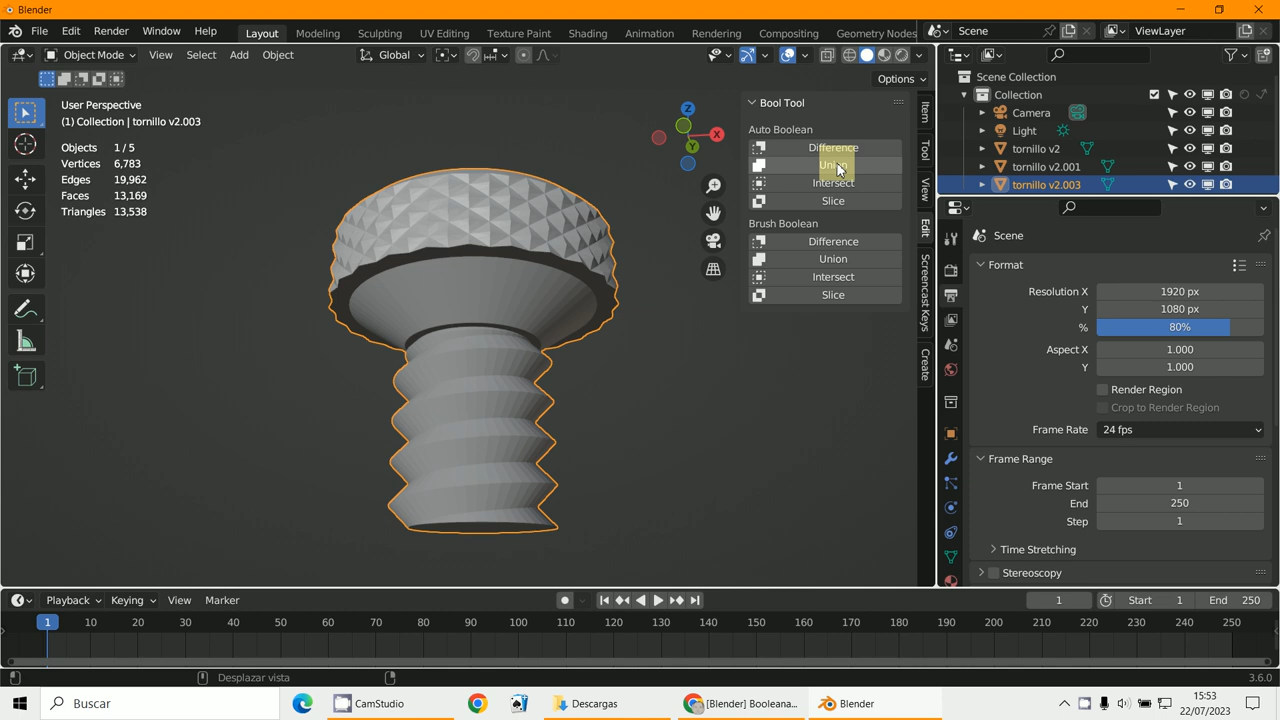 Blender
File Edit Render Window Help Layout Modeling Sculpting UV Editing Texture Paint Shading Animation Rendering Compositing Geometry Nodes Scene ViewLayer
Object Mode View Select Add Object Global
Options
User Perspective
(1) Collection | tornillo v2.003
Objects 1 / 5
Vertices 6,783
Edges 19,962
Faces 13,169
Triangles 13,538
Z
X
Y
Bool Tool
Auto Boolean
Difference
Union
Intersect
Slice
Brush Boolean
Difference
Union
Intersect
Slice
Item
Tool
View
Edit
Screencast Keys
Create
Scene Collection
Collection
Camera
Light
tornillo v2
tornillo v2.001
tornillo v2.003
Scene
Format
Resolution X 1920 px
Y 1080 px
% 80%
Aspect X 1.000
Y 1.000
Render Region
Crop to Render Region
Frame Rate 24 fps
Frame Range
Frame Start 1
End 250
Step 1
Time Stretching
Stereoscopy
Playback Keying View Marker 1 Start 1 End 250
1 10 20 30 40 50 60 70 80 90 100 110 120 130 140 150 160 170 180 190 200 210 220 230 240 250
Desplazar vista 3.6.0
Buscar CamStudio Descargas [Blender] Booleana... Blender
15:53
22/07/2023